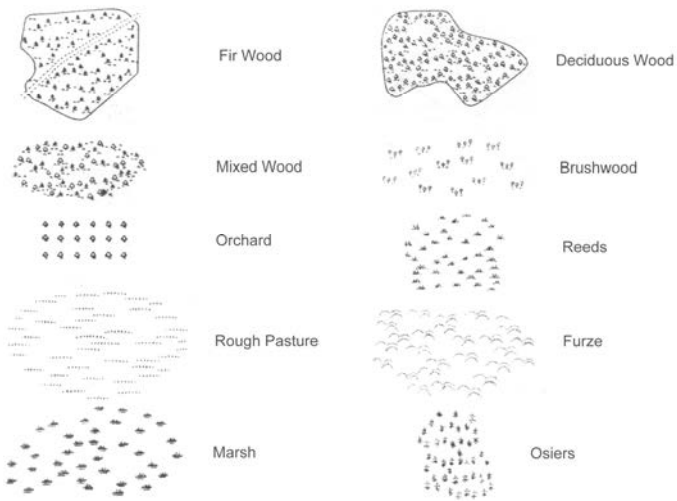 Fir Wood
Deciduous Wood
Mixed Wood
Brushwood
Orchard
Reeds
Rough Pasture
Furze
Marsh
Osiers